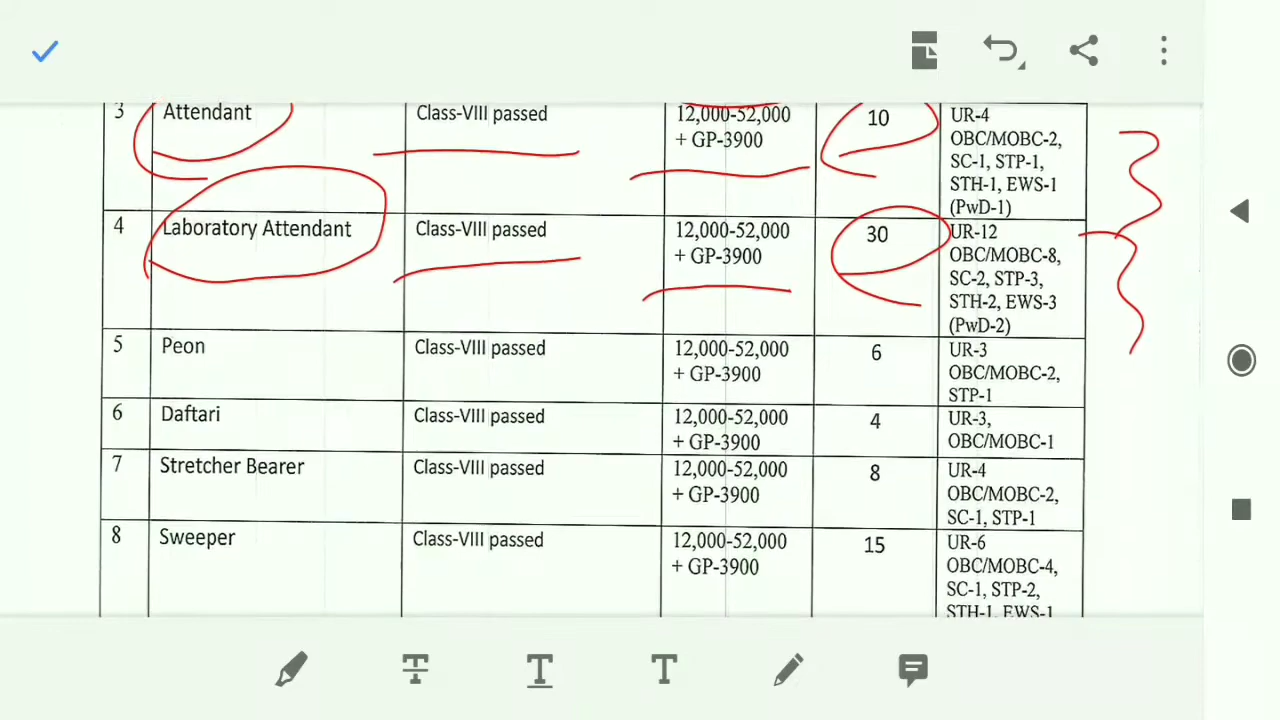 3 Attendant Class-VIII passed 12,000-52,000 + GP-3900 10 UR-4
OBC/MOBC-2,
SC-1, STP-1,
STH-1, EWS-1
(PwD-1)
4 Laboratory Attendant Class-VIII passed 12,000-52,000 + GP-3900 30 UR-12
OBC/MOBC-8,
SC-2, STP-3,
STH-2, EWS-3
(PwD-2)
5 Peon Class-VIII passed 12,000-52,000 + GP-3900 6 UR-3
OBC/MOBC-2,
STP-1
6 Daftari Class-VIII passed 12,000-52,000 + GP-3900 4 UR-3,
OBC/MOBC-1
7 Stretcher Bearer Class-VIII passed 12,000-52,000 + GP-3900 8 UR-4
OBC/MOBC-2,
SC-1, STP-1
8 Sweeper Class-VIII passed 12,000-52,000 + GP-3900 15 UR-6
OBC/MOBC-4,
SC-1, STP-2,
STH-1, EWS-1